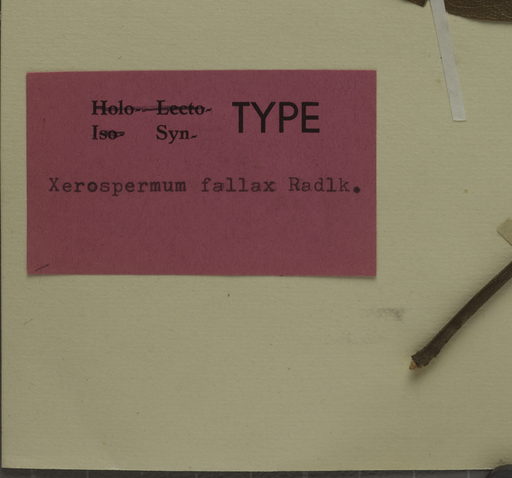 Holo- Lecto- TYPE
Iso- Syn-
Xerospermum fallax Radlk.